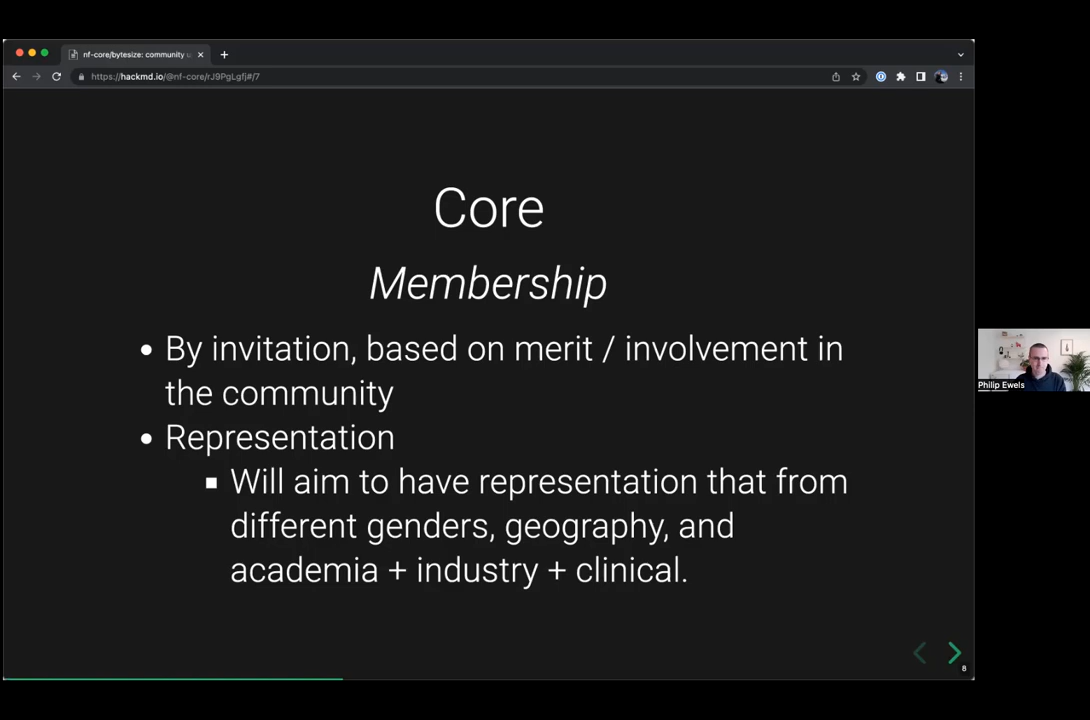 nf-core/bytesize: community u
https://hackmd.io/@nf-core/rJ9PgLgfj#/7
Core
Membership
By invitation, based on merit / involvement in
the community
Representation
Will aim to have representation that from
different genders, geography, and
academia + industry + clinical.
Philip Ewels
8